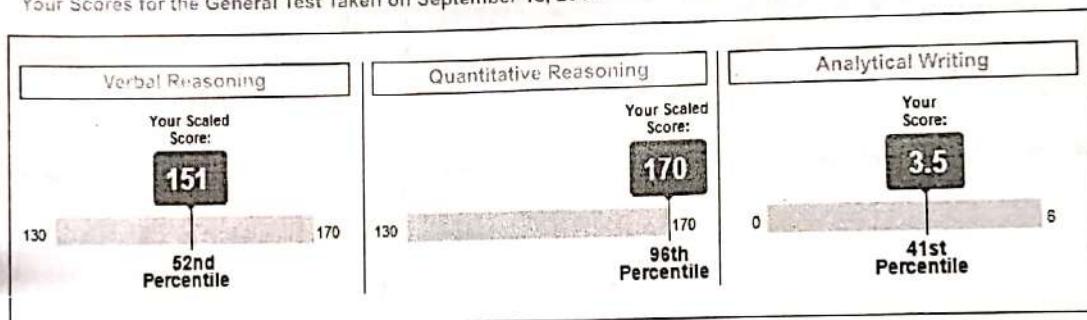 Your Scores for the General Test Taken on September
Verbal Reasoning
Your Scaled
Score:
151
130
170
52nd
Percentile
Quantitative Reasoning
Your Scaled
Score:
170
130
170
96th
Percentile
Analytical Writing
Your
Score:
3.5
0
6
41st
Percentile